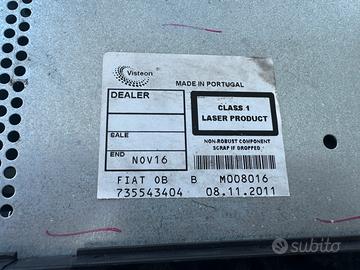 Visteon
MADE IN PORTUGAL
DEALER
CLASS 1
LASER PRODUCT
SALE
NON-ROBUST COMPONENT
SCRAP IF DROPPED
END NOV16
FIAT 0B B M008016
735543404 08.11.2011
subito